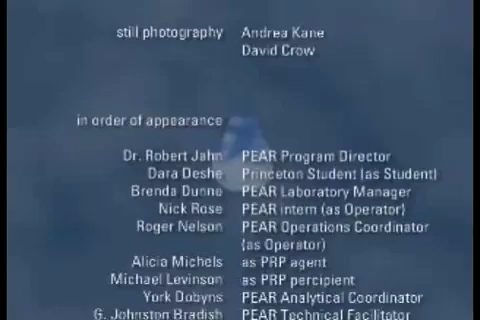 still photography Andrea Kane
David Crow
in order of appearance
Dr. Robert Jahn PEAR Program Director
Dara Deshe Princeton Student (as Student)
Brenda Dunne PEAR Laboratory Manager
Nick Rose PEAR intern (as Operator)
Roger Nelson PEAR Operations Coordinator
(as Operator)
Alicia Michels as PRP agent
Michael Levinson as PRP percipient
York Dobyns PEAR Analytical Coordinator
G. Johnston Bradish PEAR Technical Facilitator